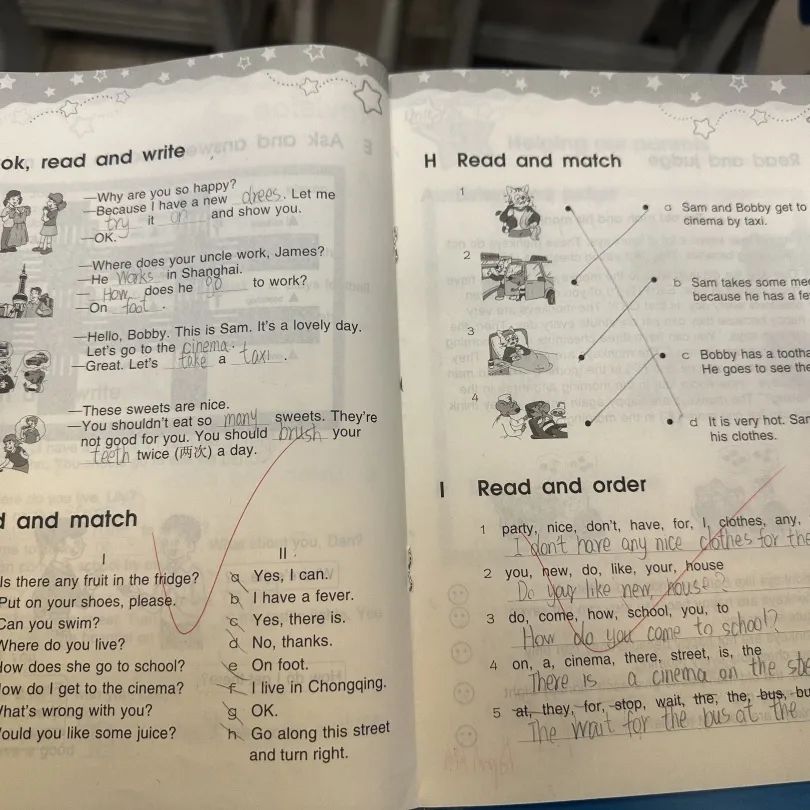 ok, read and write
—Why are you so happy?
—Because I have a new drees. Let me
try it on and show you.
—OK.
—Where does your uncle work, James?
—He works in Shanghai.
—How does he go to work?
—On foot.
—Hello, Bobby. This is Sam. It's a lovely day.
Let's go to the cinema.
—Great. Let's take a taxi.
—These sweets are nice.
—You shouldn't eat so many sweets. They're
not good for you. You should brush your
teeth twice (两次) a day.
d and match
I II
Is there any fruit in the fridge? a Yes, I can.
Put on your shoes, please. b I have a fever.
Can you swim? c Yes, there is.
Where do you live? d No, thanks.
How does she go to school? e On foot.
How do I get to the cinema? f I live in Chongqing.
What's wrong with you? g OK.
Would you like some juice? h Go along this street
and turn right.
H Read and match
1
a Sam and Bobby get to
cinema by taxi.
2
b Sam takes some me
because he has a fe
3
c Bobby has a tootha
He goes to see the
4
d It is very hot. Sar
his clothes.
I Read and order
1 party, nice, don't, have, for, I, clothes, any,
I don't have any nice clothes for the
2 you, new, do, like, your, house
Do your like new house?
3 do, come, how, school, you, to
How do you come to school?
4 on, a, cinema, there, street, is, the
There is a cinema on the
5 at, they, for, stop, wait, the, the, bus, bu
The wait for the bus at the